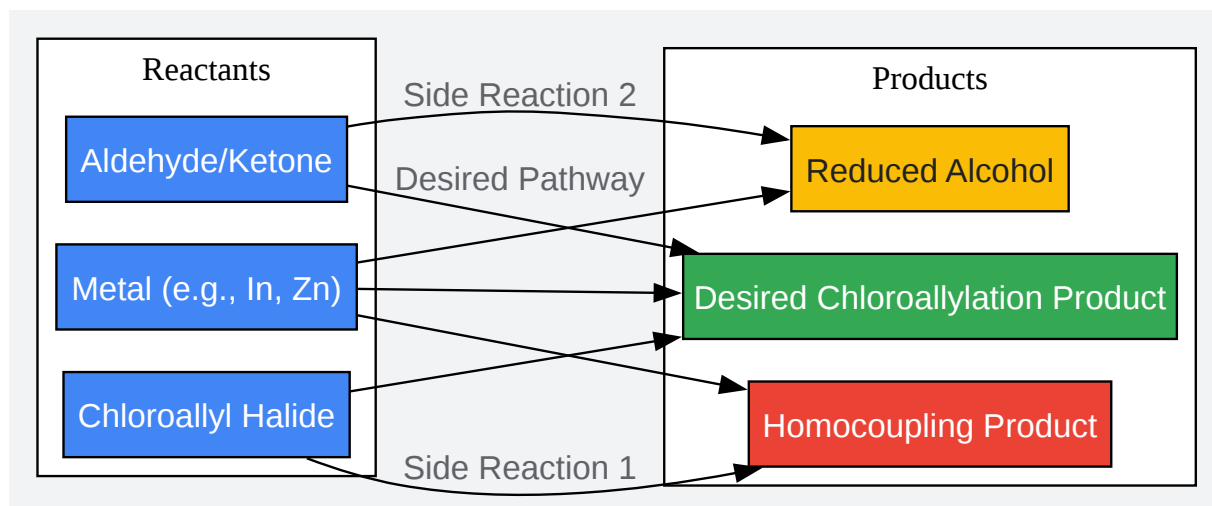 Reactants
Products
Side Reaction 2
Aldehyde/Ketone
Reduced Alcohol
Desired Pathway
Metal (e.g., In, Zn)
Desired Chloroallylation Product
Chloroallyl Halide
Homocoupling Product
Side Reaction 1